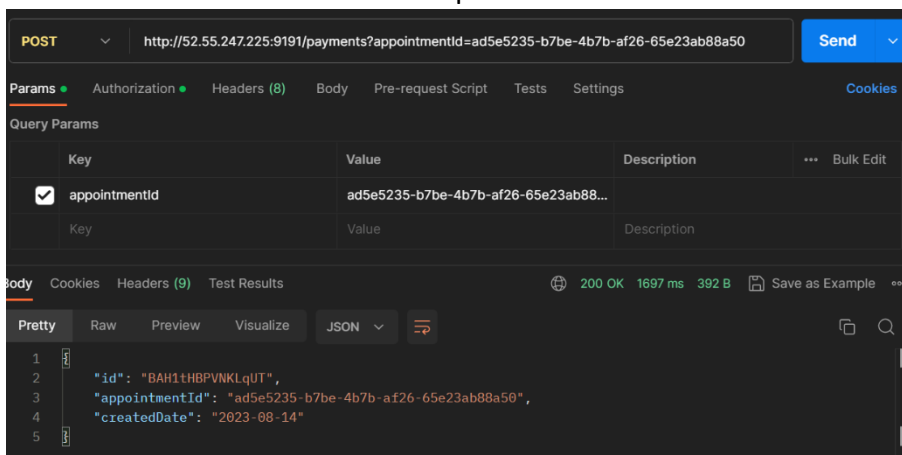 POST http://52.55.247.225:9191/payments?appointmentId=ad5e5235-b7be-4b7b-af26-65e23ab88a50 Send
Params Authorization Headers (8) Body Pre-request Script Tests Settings Cookies
Query Params
Key Value Description ••• Bulk Edit
appointmentId ad5e5235-b7be-4b7b-af26-65e23ab88...
Key Value Description
Body Cookies Headers (9) Test Results 200 OK 1697 ms 392 B Save as Example
Pretty Raw Preview Visualize JSON
1 {
2 "id": "BAH1tHBPVNKLqUT",
3 "appointmentId": "ad5e5235-b7be-4b7b-af26-65e23ab88a50",
4 "createdDate": "2023-08-14"
5 }